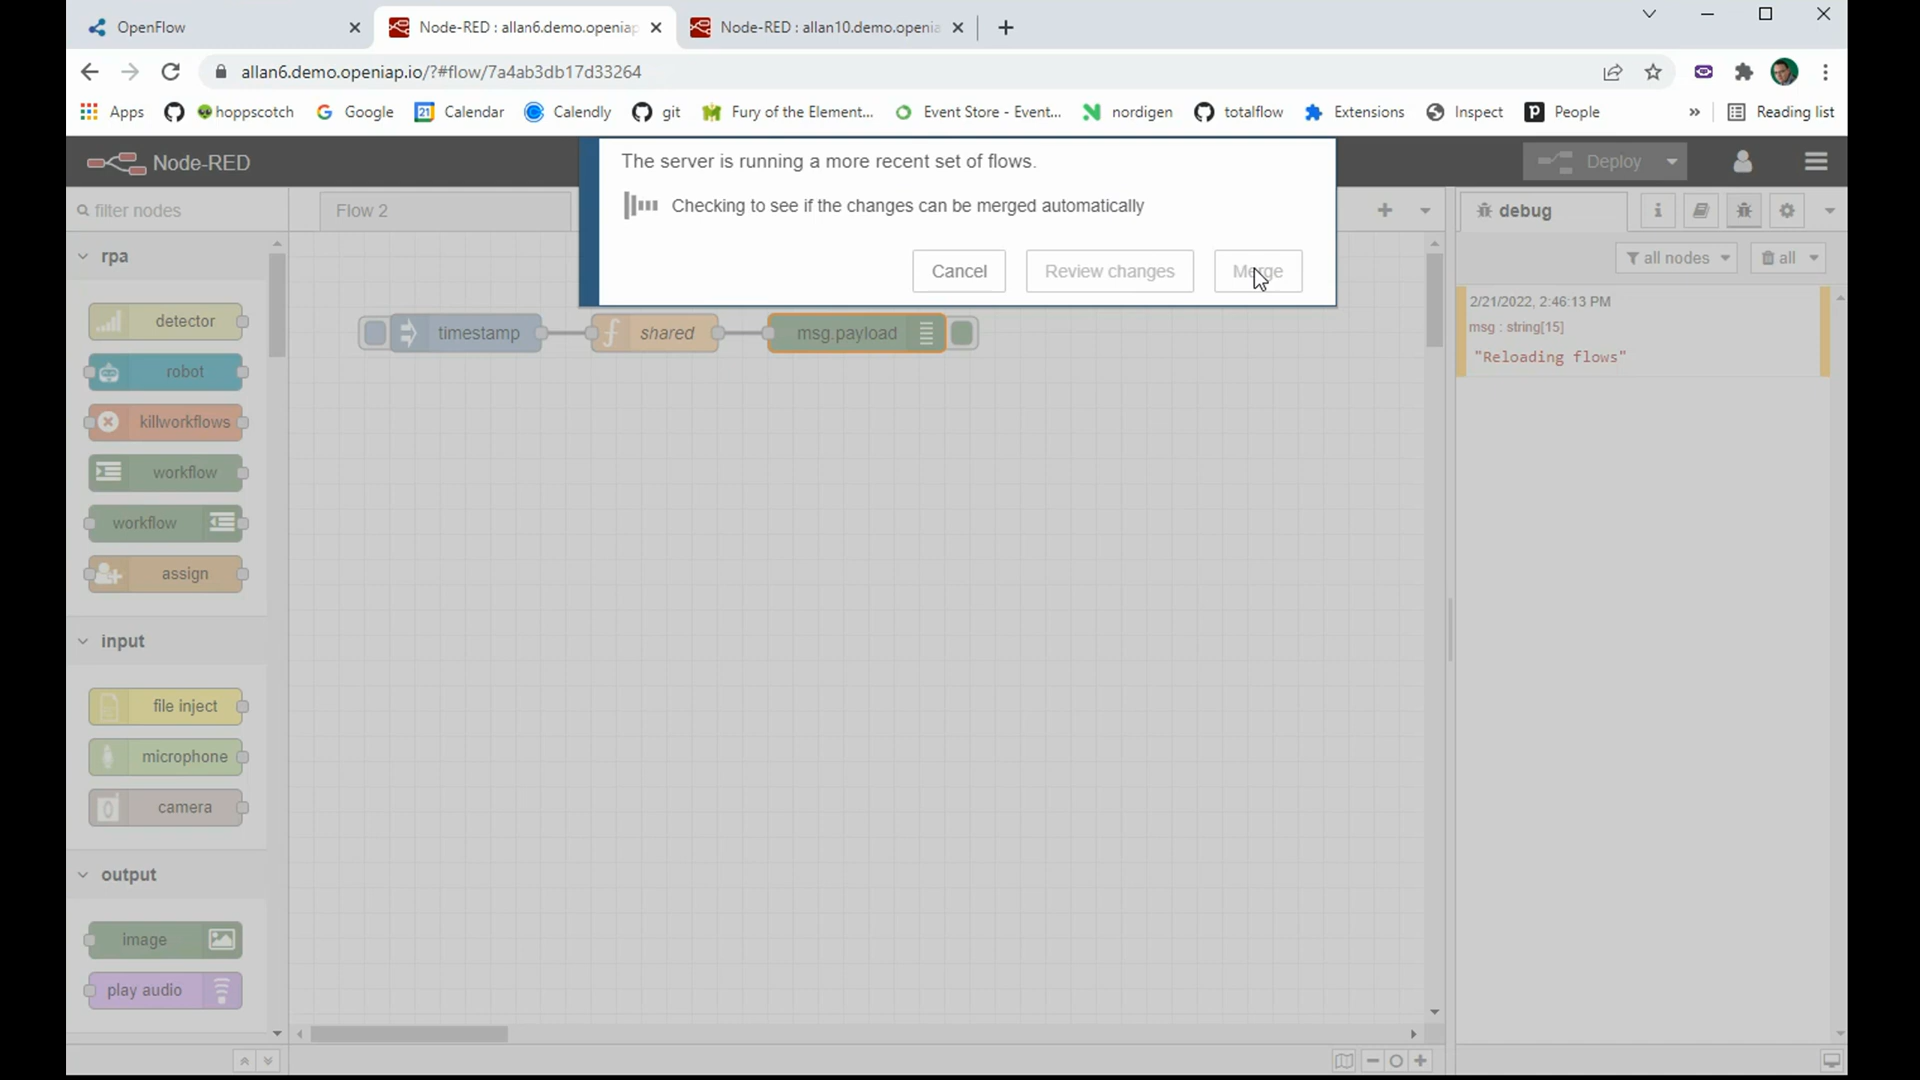 OpenFlow
Node-RED : allan6.demo.openiap
Node-RED : allan10.demo.openia
allan6.demo.openiap.io/?#flow/7a4ab3db17d33264
Apps
hoppscotch
Google
21
Calendar
Calendly
git
Fury of the Element...
Event Store - Event...
nordigen
totalflow
Extensions
Inspect
People
»
Reading list
Node-RED
The server is running a more recent set of flows.
Checking to see if the changes can be merged automatically
Cancel
Review changes
Merge
Deploy
filter nodes
Flow 2
debug
all nodes
all
rpa
detector
robot
killworkflows
workflow
workflow
assign
input
file inject
microphone
camera
output
image
play audio
timestamp
shared
msg.payload
2/21/2022, 2:46:13 PM
msg : string[15]
"Reloading flows"